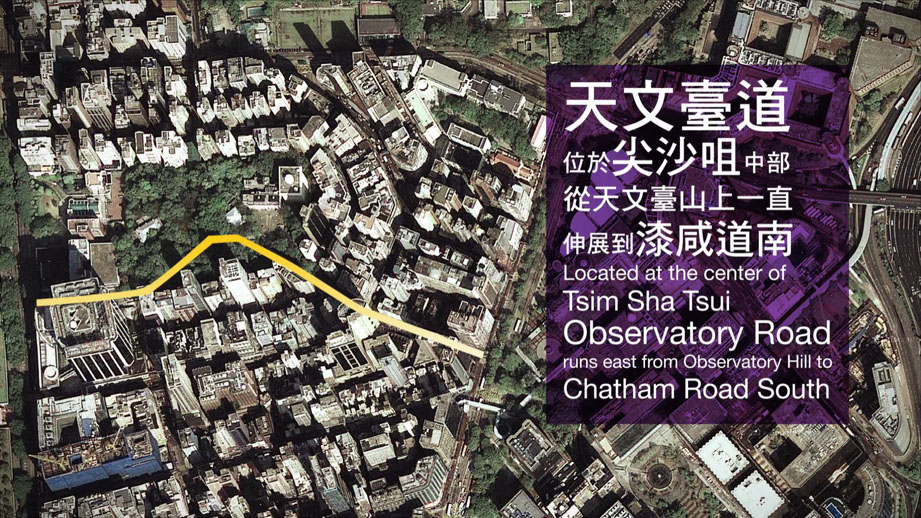 天文臺道
位於尖沙咀中部
從天文臺山上一直
伸展到漆咸道南
Located at the center of
Tsim Sha Tsui
Observatory Road
runs east from Observatory Hill to
Chatham Road South